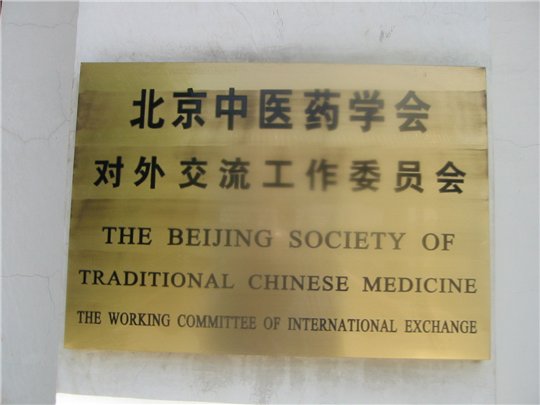 北京中医药学会
对外交流工作委员会
THE BEIJING SOCIETY OF
TRADITIONAL CHINESE MEDICINE
THE WORKING COMMITTEE OF INTERNATIONAL EXCHANGE